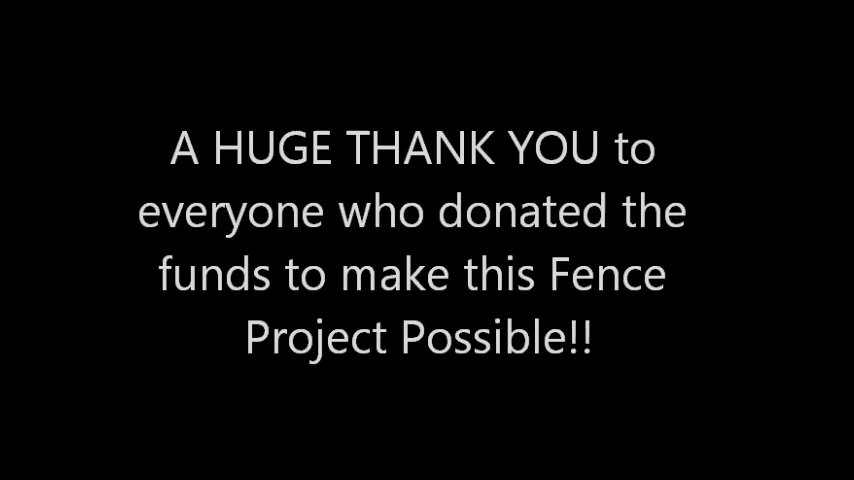 A HUGE THANK YOU to
everyone who donated the
funds to make this Fence
Project Possible!!